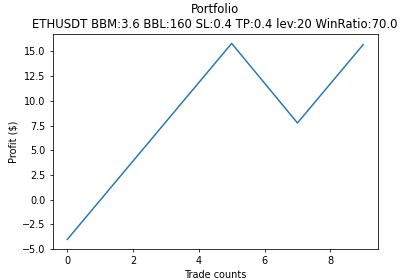 Portfolio
ETHUSDT BBM:3.6 BBL:160 SL:0.4 TP:0.4 lev:20 WinRatio:70.0
15.0
12.5
10.0
7.5
5.0
2.5
0.0
−2.5
−5.0
Profit ($)
0 2 4 6 8
Trade counts